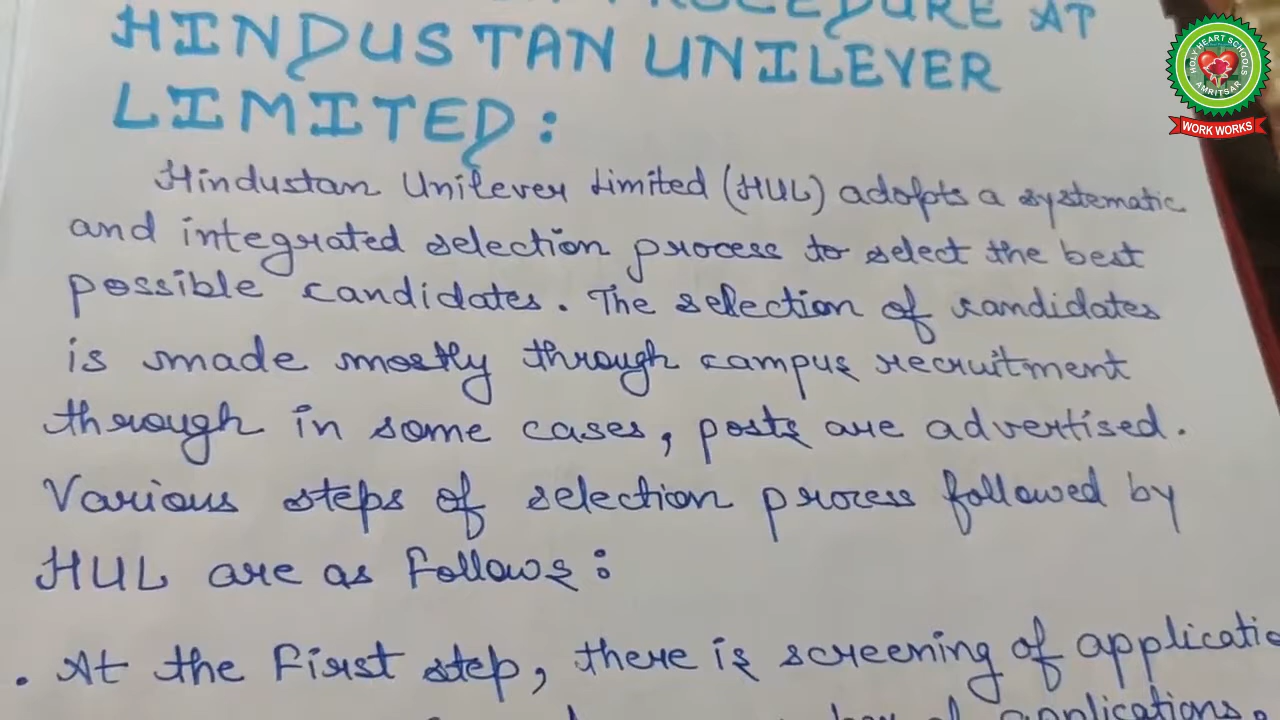 PROCEDURE AT
HINDUSTAN UNILEVER
LIMITED :
Hindustan Unilever Limited (HUL) adopts a systematic
and integrated selection process to select the best
possible candidates. The selection of candidates
is made mostly through campus recruitment
through in some cases, posts are advertised.
Various steps of selection process followed by
HUL are as follows :
. At the first step, there is screening of applicatio
applications.
HOLY HEART SCHOOLS
AMRITSAR
WORK WORKS